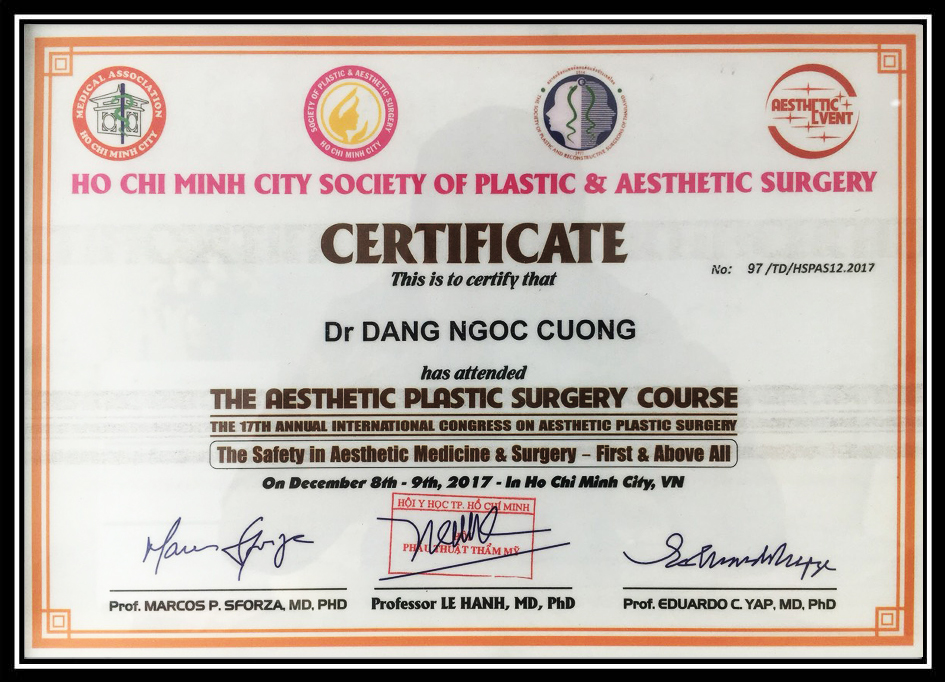 MEDICAL ASSOCIATION
HO CHI MINH CITY
SOCIETY OF PLASTIC & AESTHETIC SURGERY
HO CHI MINH CITY
THE SOCIETY OF PLASTIC AND RECONSTRUCTIVE SURGEONS OF THAILAND
AESTHETIC
EVENT
HO CHI MINH CITY SOCIETY OF PLASTIC & AESTHETIC SURGERY
CERTIFICATE
This is to certify that
No: 97 /TD/HSPAS12.2017
Dr DANG NGOC CUONG
has attended
THE AESTHETIC PLASTIC SURGERY COURSE
THE 17TH ANNUAL INTERNATIONAL CONGRESS ON AESTHETIC PLASTIC SURGERY
The Safety in Aesthetic Medicine & Surgery – First & Above All
On December 8th - 9th, 2017 - In Ho Chi Minh City, VN
HỘI Y HỌC TP. HỒ CHÍ MINH
PHẪU THUẬT THẨM MỸ
Prof. MARCOS P. SFORZA, MD, PHD
Professor LE HANH, MD, PhD
Prof. EDUARDO C. YAP, MD, PhD